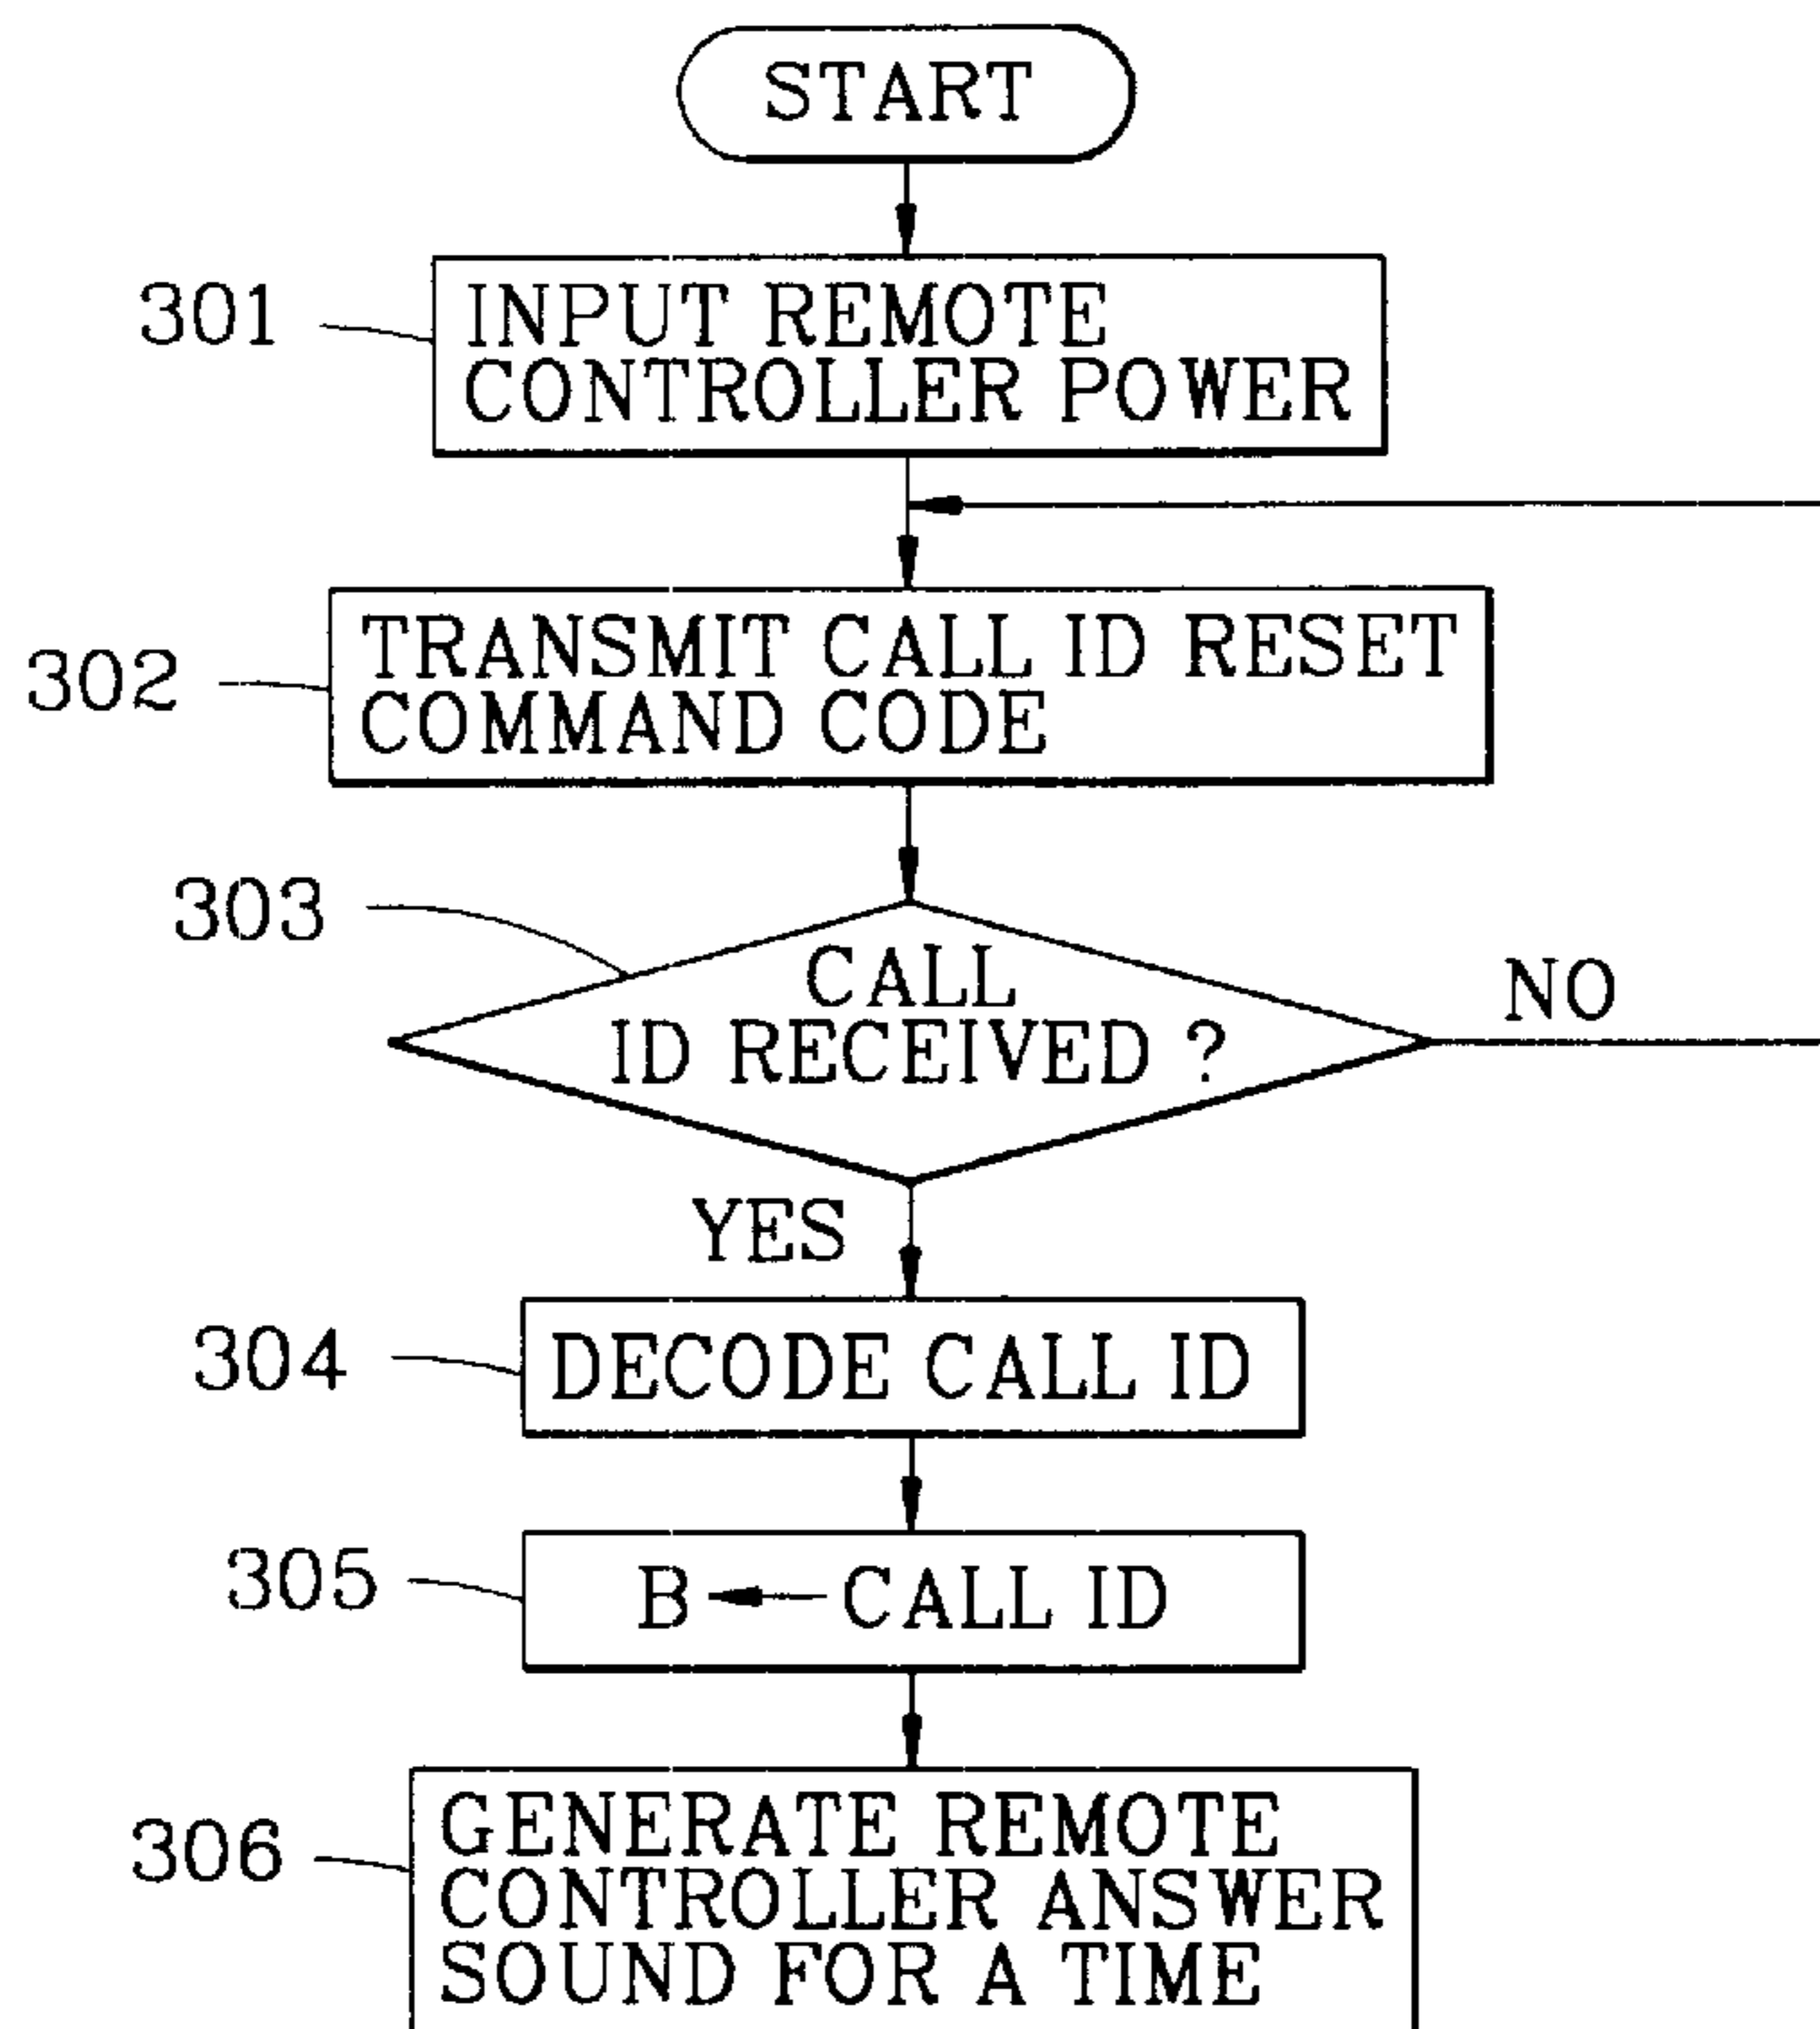 START
301
INPUT REMOTE
CONTROLLER POWER
302
TRANSMIT CALL ID RESET
COMMAND CODE
303
CALL
ID RECEIVED ?
NO
YES
304
DECODE CALL ID
305
B ← CALL ID
306
GENERATE REMOTE
CONTROLLER ANSWER
SOUND FOR A TIME